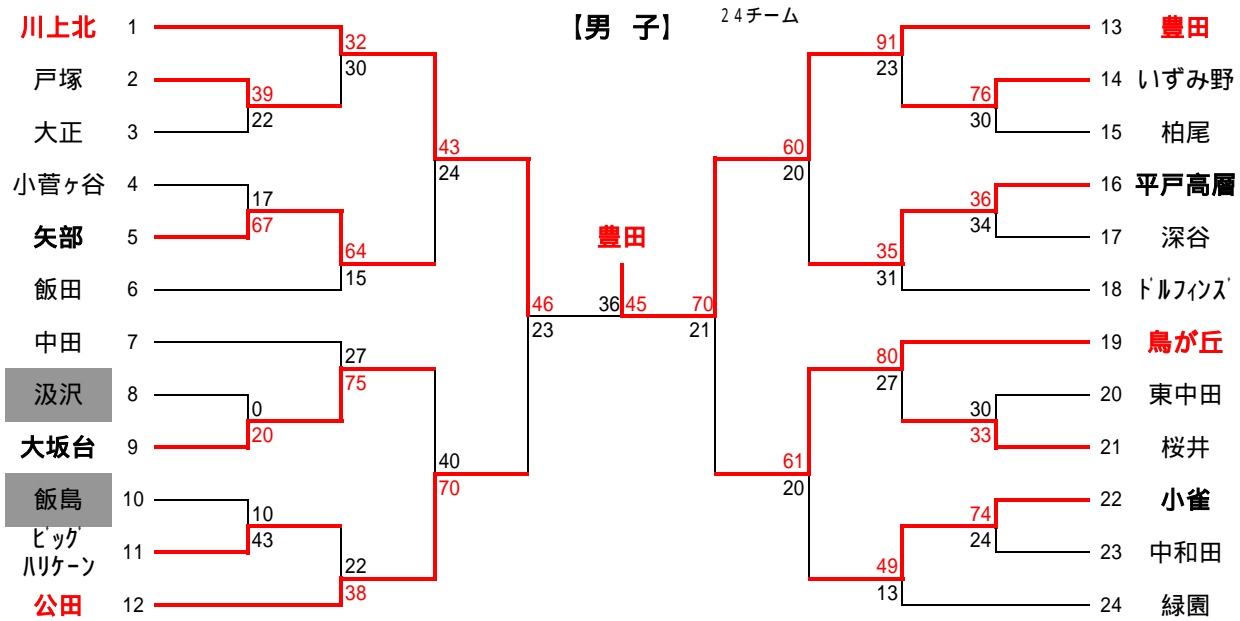 【男 子】
24チーム
川上北 1
戸塚 2
大正 3
小菅ヶ谷 4
矢部 5
飯田 6
中田 7
汲沢 8
大坂台 9
飯島 10
ビッグ
ハリケーン 11
公田 12
32
30
39
22
17
67
64
15
27
75
0
20
10
43
22
38
43
24
40
70
46
23
豊田
36 45
70
21
60
20
61
20
91
23
76
30
36
34
35
31
80
27
30
33
74
24
49
13
13 豊田
14 いずみ野
15 柏尾
16 平戸高層
17 深谷
18 ドルフィンズ
19 鳥が丘
20 東中田
21 桜井
22 小雀
23 中和田
24 緑園